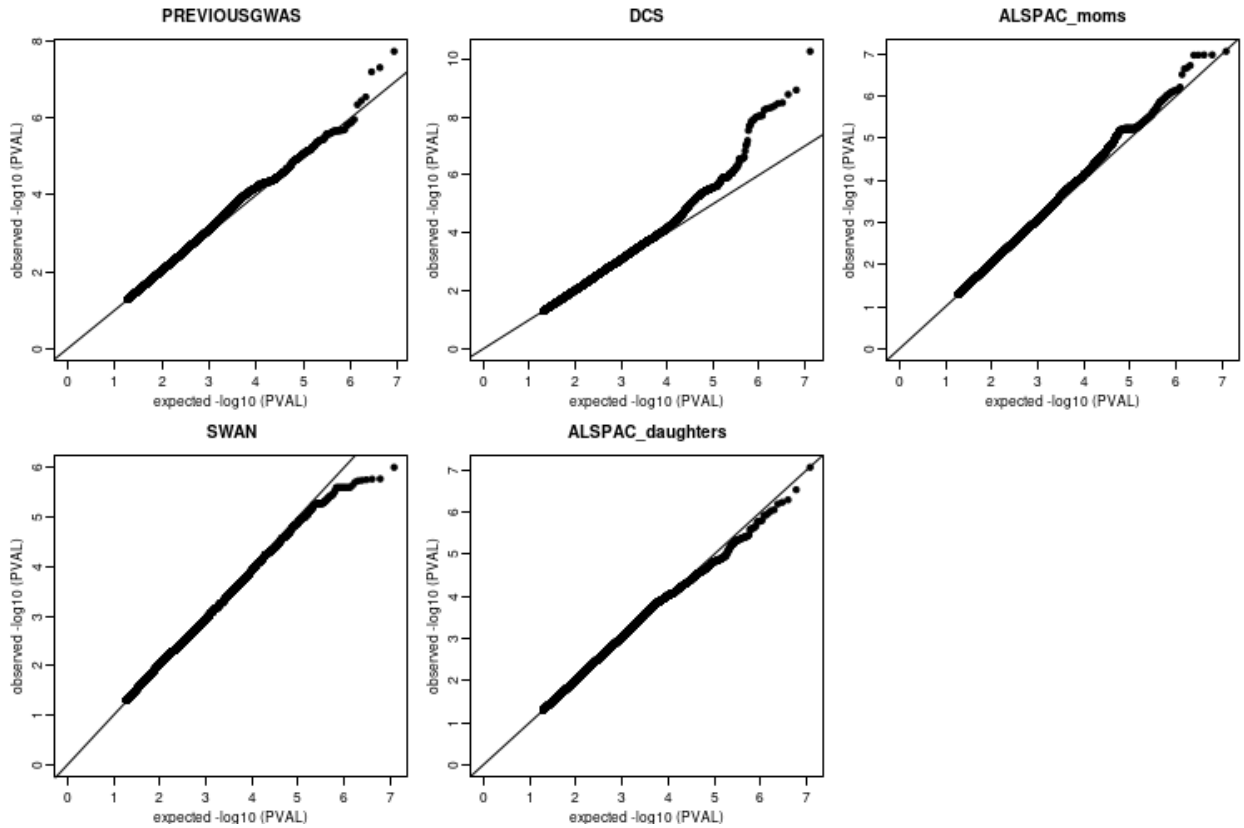 PREVIOUSGWAS
observed -log10 (PVAL)
0 2 4 6 8
0 1 2 3 4 5 6 7
expected -log10 (PVAL)
DCS
observed -log10 (PVAL)
0 2 4 6 8 10
0 1 2 3 4 5 6 7
expected -log10 (PVAL)
ALSPAC_moms
observed -log10 (PVAL)
0 1 2 3 4 5 6 7
0 1 2 3 4 5 6 7
expected -log10 (PVAL)
SWAN
observed -log10 (PVAL)
0 1 2 3 4 5 6
0 1 2 3 4 5 6 7
expected -log10 (PVAL)
ALSPAC_daughters
observed -log10 (PVAL)
0 1 2 3 4 5 6 7
0 1 2 3 4 5 6 7
expected -log10 (PVAL)